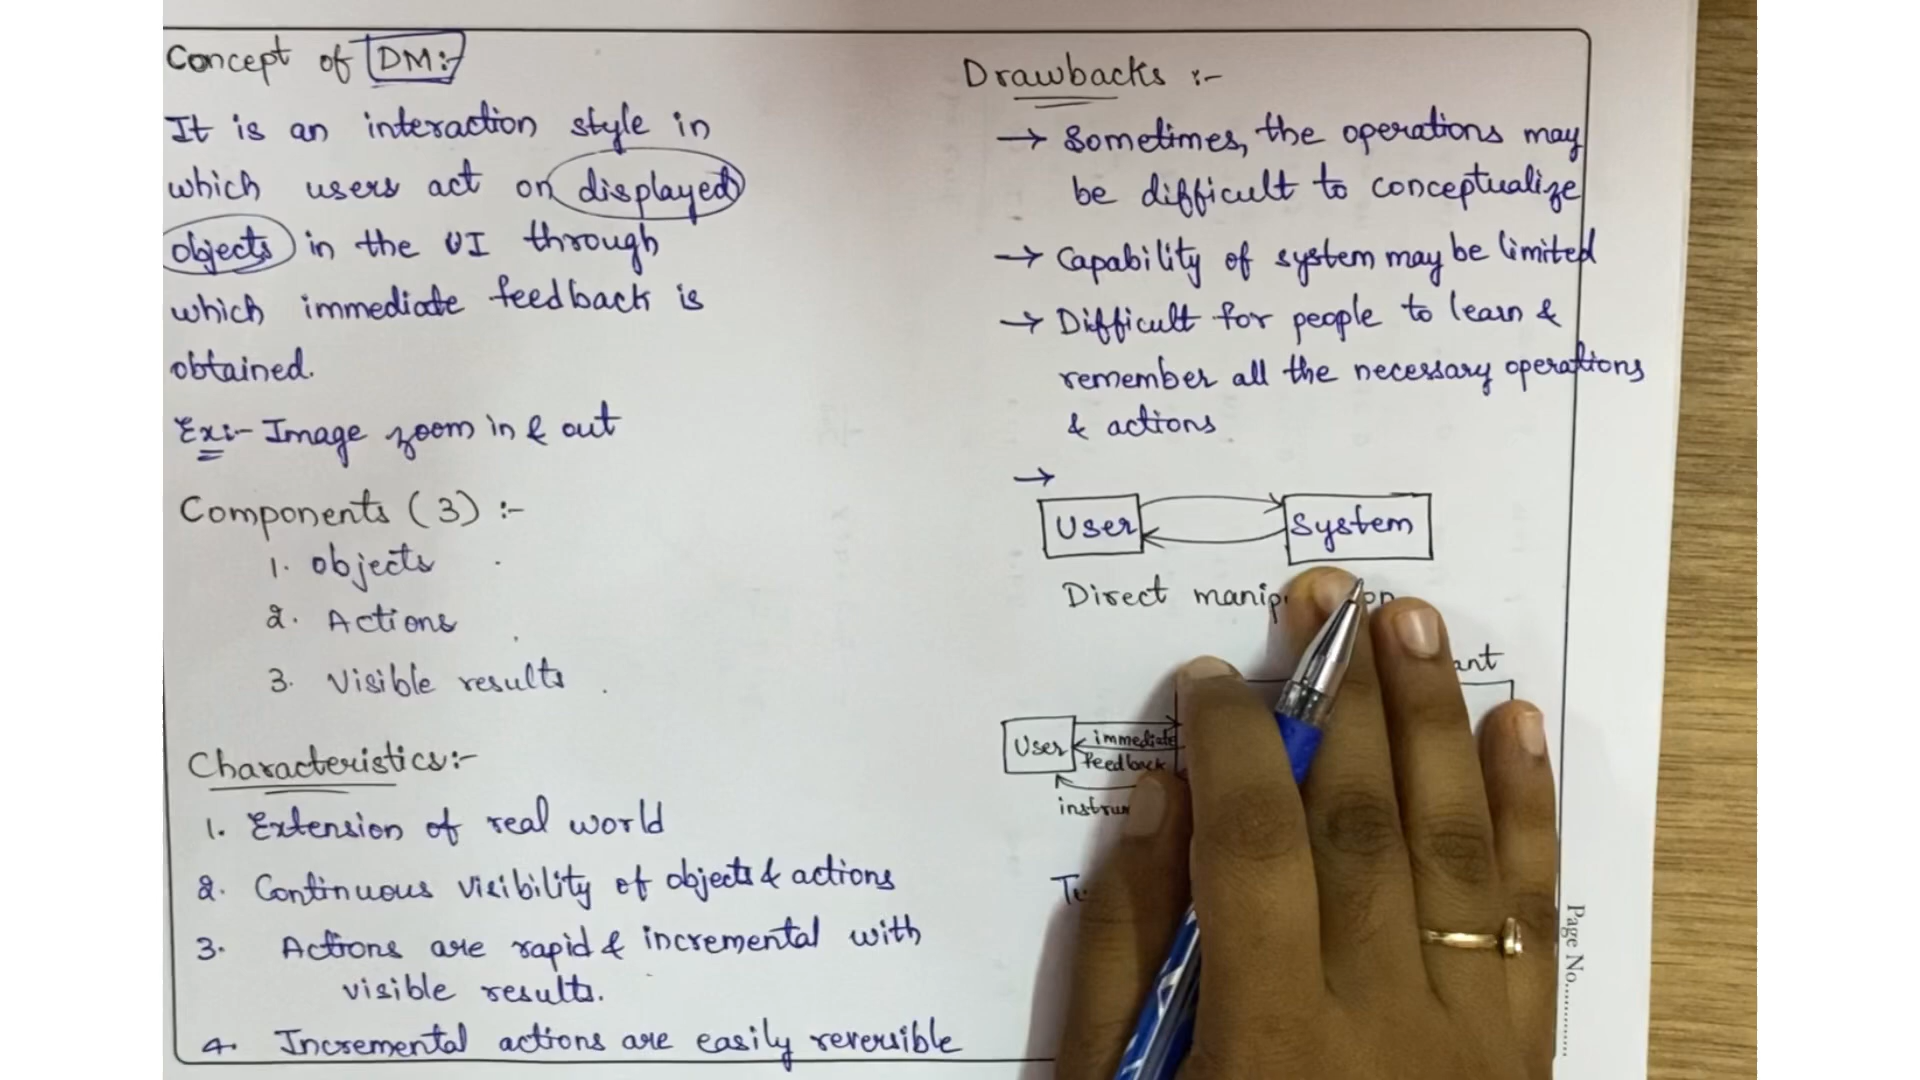 Concept of DM:-
It is an interaction style in
which users act on displayed
objects in the UI through
which immediate feedback is
obtained.
Ex:- Image zoom in & out
Components (3) :-
1. Objects
2. Actions
3. Visible results
Characteristics:-
1. Extension of real world
2. Continuous visibility of objects & actions
3. Actions are rapid & incremental with
visible results.
4. Incremental actions are easily reversible
Drawbacks :-
→ Sometimes, the operations may
be difficult to conceptualize
→ Capability of system may be limited
→ Difficult for people to learn &
remember all the necessary operations
& actions
→
User System
Direct
User immediate
feedback
Page No.............